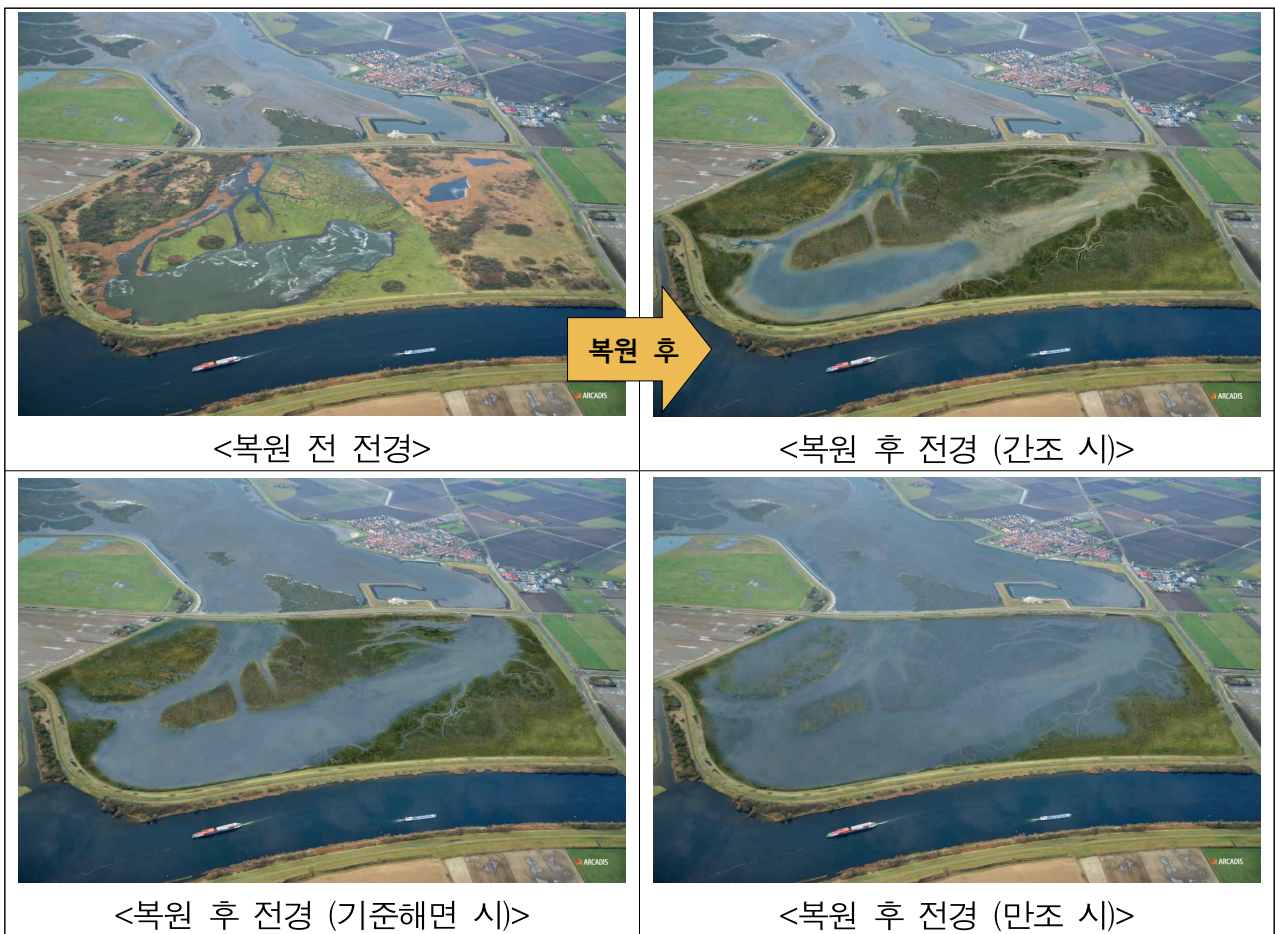 ARCADIS
ARCADIS
복원 후
<복원 전 전경>
<복원 후 전경 (간조 시)>
ARCADIS
ARCADIS
<복원 후 전경 (기준해면 시)>
<복원 후 전경 (만조 시)>